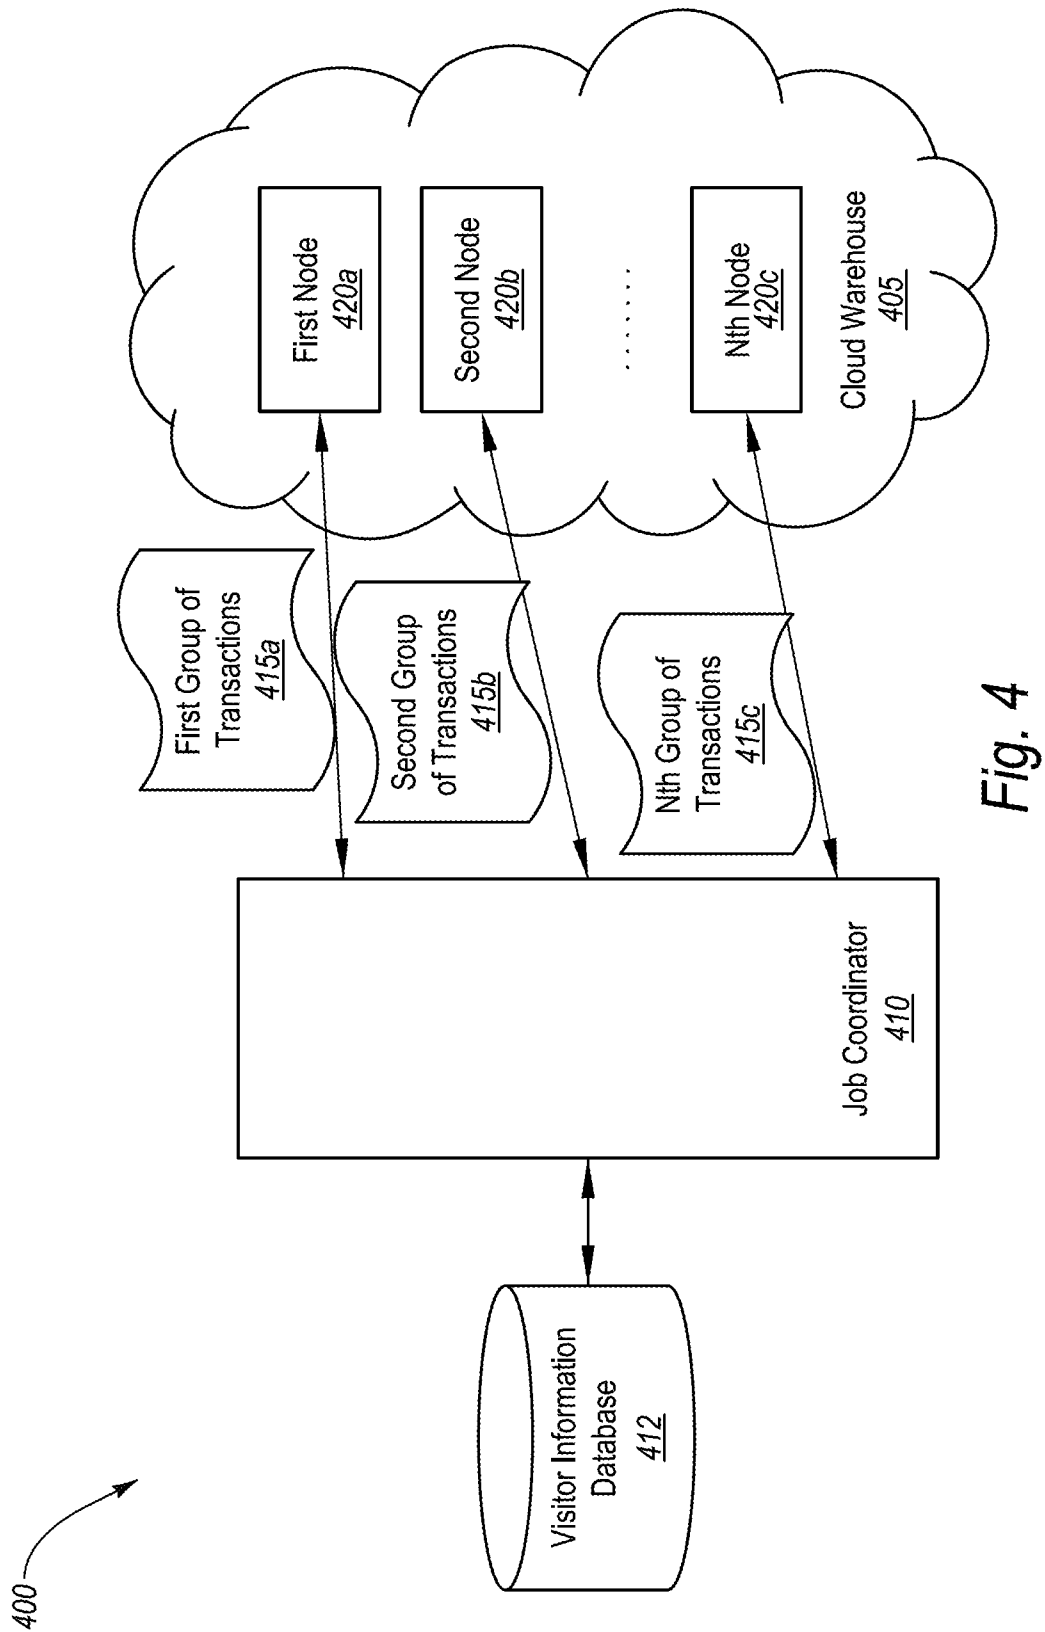 400
Visitor Information
Database
412
Job Coordinator
410
First Group of
Transactions
415a
Second Group
of Transactions
415b
Nth Group of
Transactions
415c
First Node
420a
Second Node
420b
.......
Nth Node
420c
Cloud Warehouse
405
Fig. 4